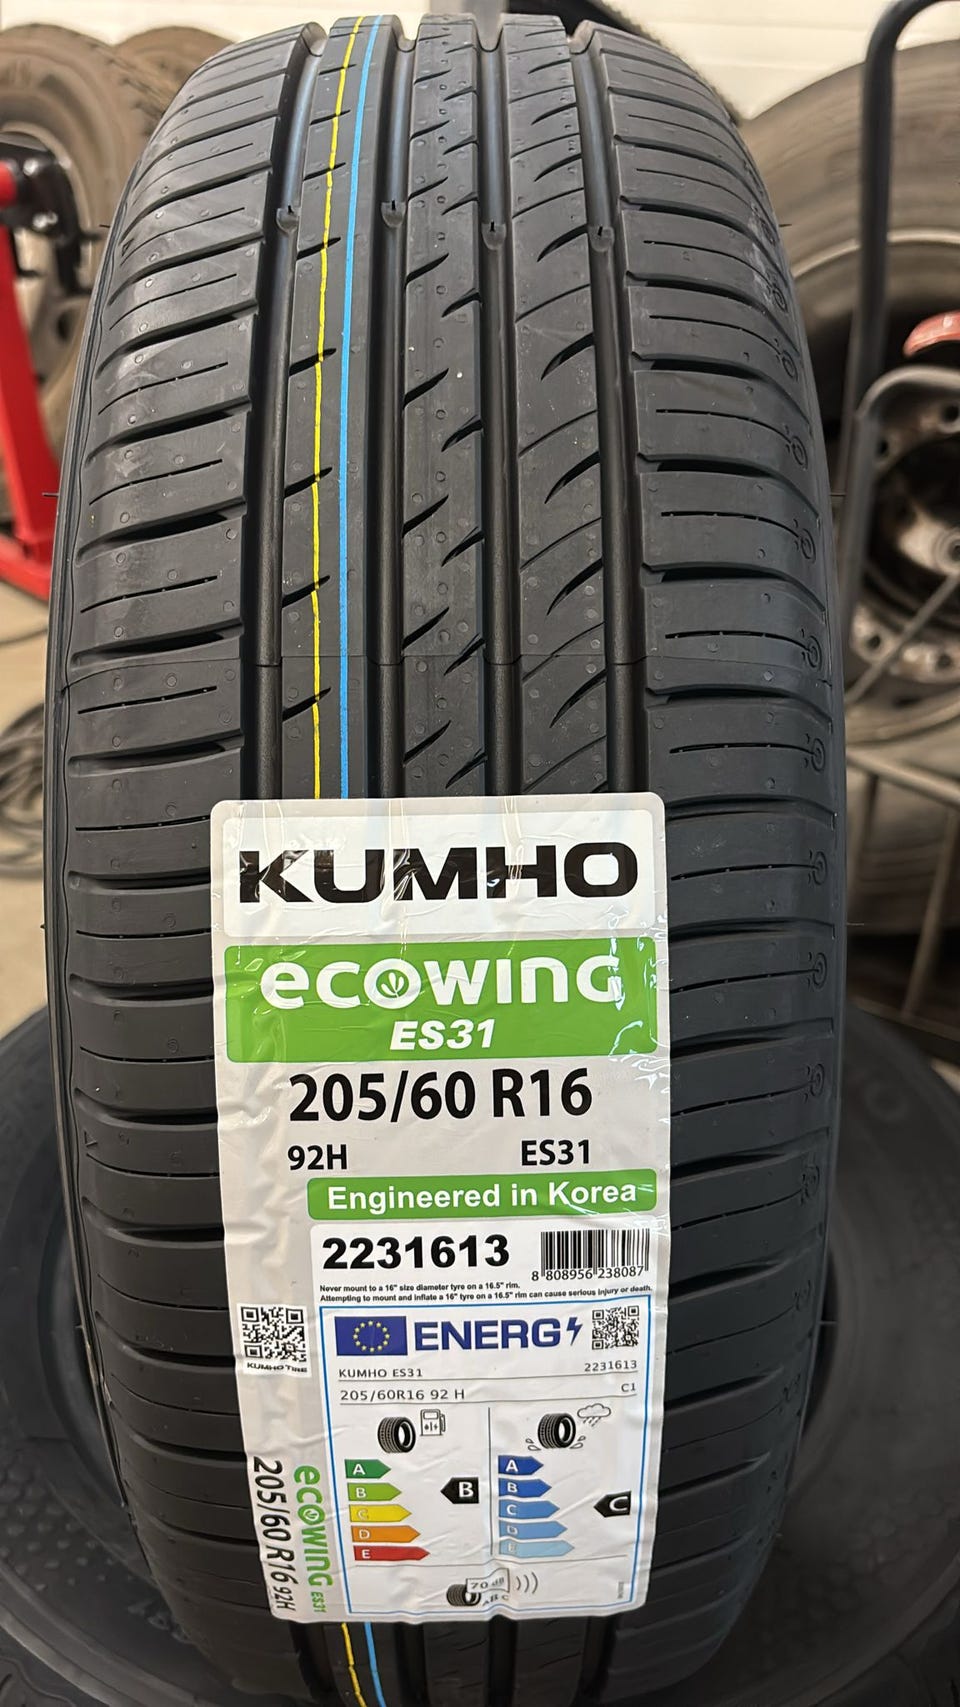 KUMHO
ecowing
ES31
205/60 R16
92H ES31
Engineered in Korea
2231613
8 808956 238087
Never mount to a 16" size diameter tyre on a 16.5" rim.
Attempting to mount and inflate a 16" tyre on a 16.5" rim can cause serious injury or death.
KUMHO TIRE
ENERG
KUMHO ES31 2231613
205/60R16 92 H C1
A A
B B B
C C C
D D
E E
70 dB
ABC
ecowing ES31
205/60 R16 92H